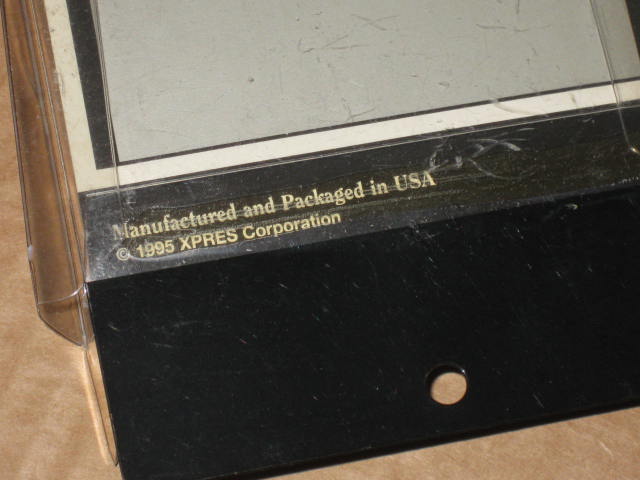 Manufactured and Packaged in USA
© 1995 XPRES Corporation